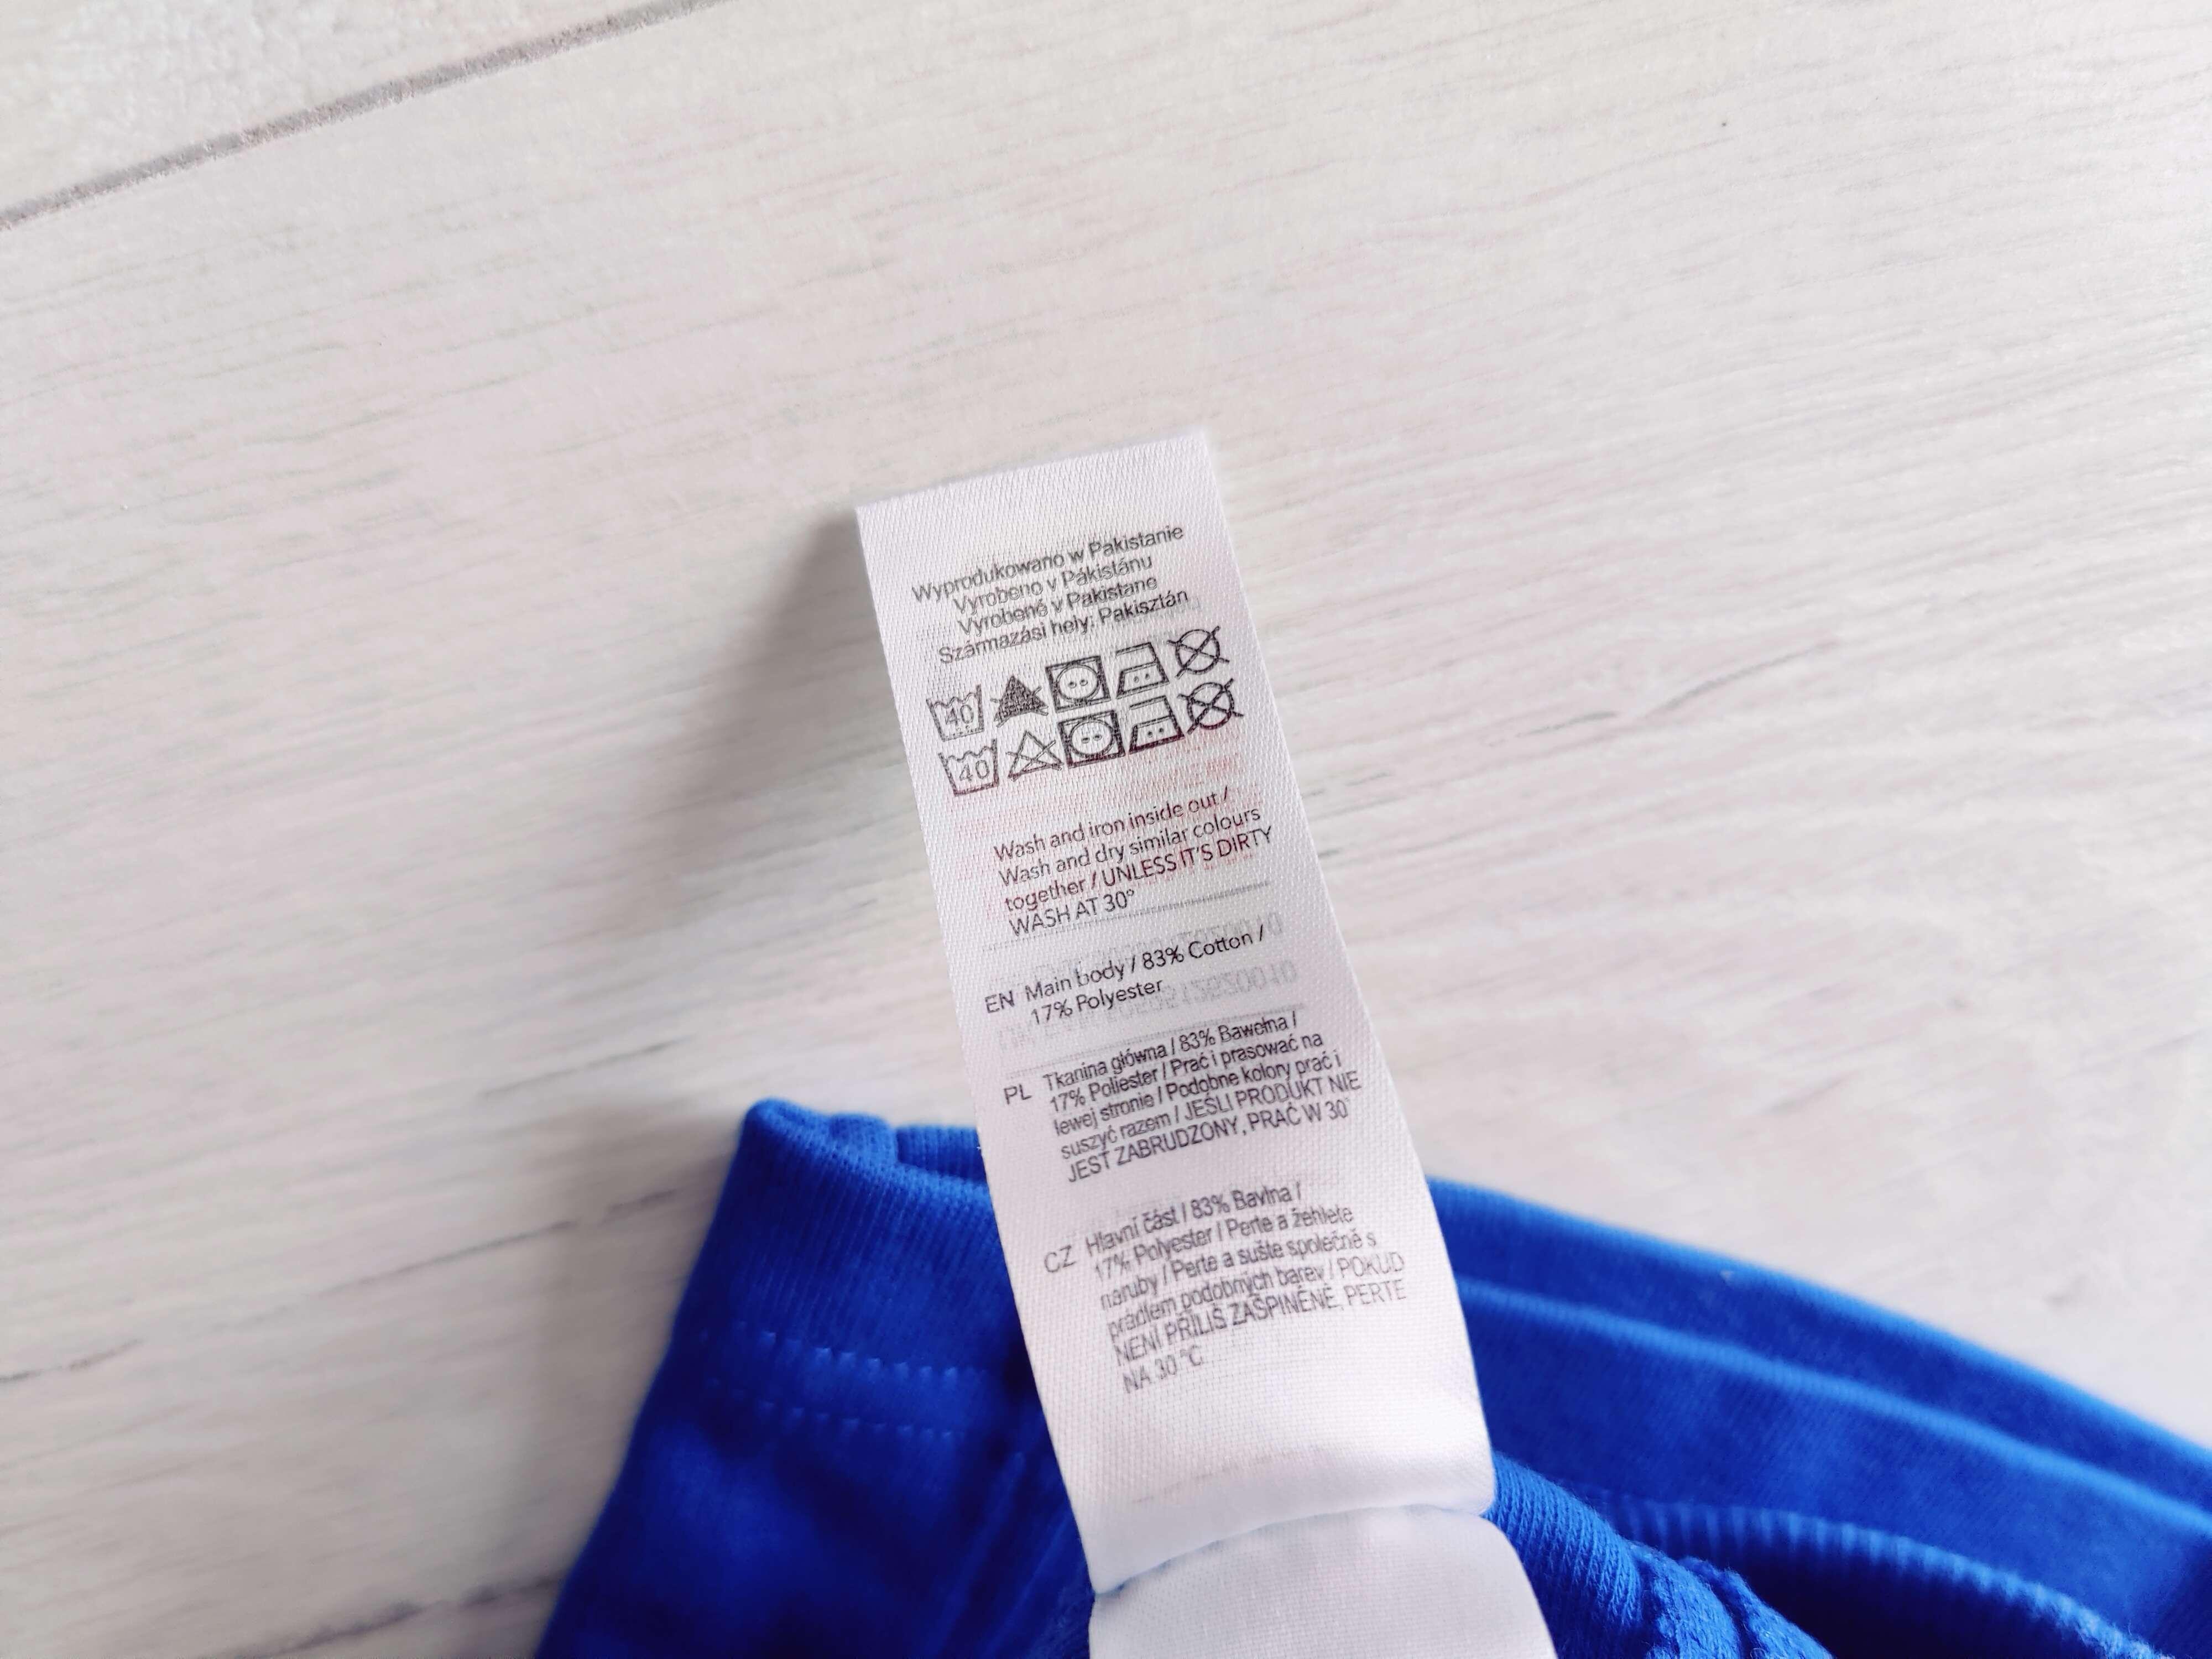 Wyprodukowano w Pakistanie
Vyrobeno v Pákistánu
Vyrobené v Pakistane
Származási hely: Pakisztán
40
40
Wash and iron inside out /
Wash and dry similar colours
together / UNLESS IT'S DIRTY
WASH AT 30°
EN Main body / 83% Cotton /
17% Polyester
PL Tkanina główna / 83% Bawełna /
17% Poliester / Prać i prasować na
lewej stronie / Podobne kolory prać i
suszyć razem / JEŚLI PRODUKT NIE
JEST ZABRUDZONY, PRAĆ W 30°
CZ Hlavní část / 83% Bavlna /
17% Polyester / Perte a žehlete
naruby / Perte a sušte společně s
prádlem podobných barev / POKUD
NENÍ PŘÍLIŠ ZAŠPINĚNÉ, PERTE
NA 30 °C